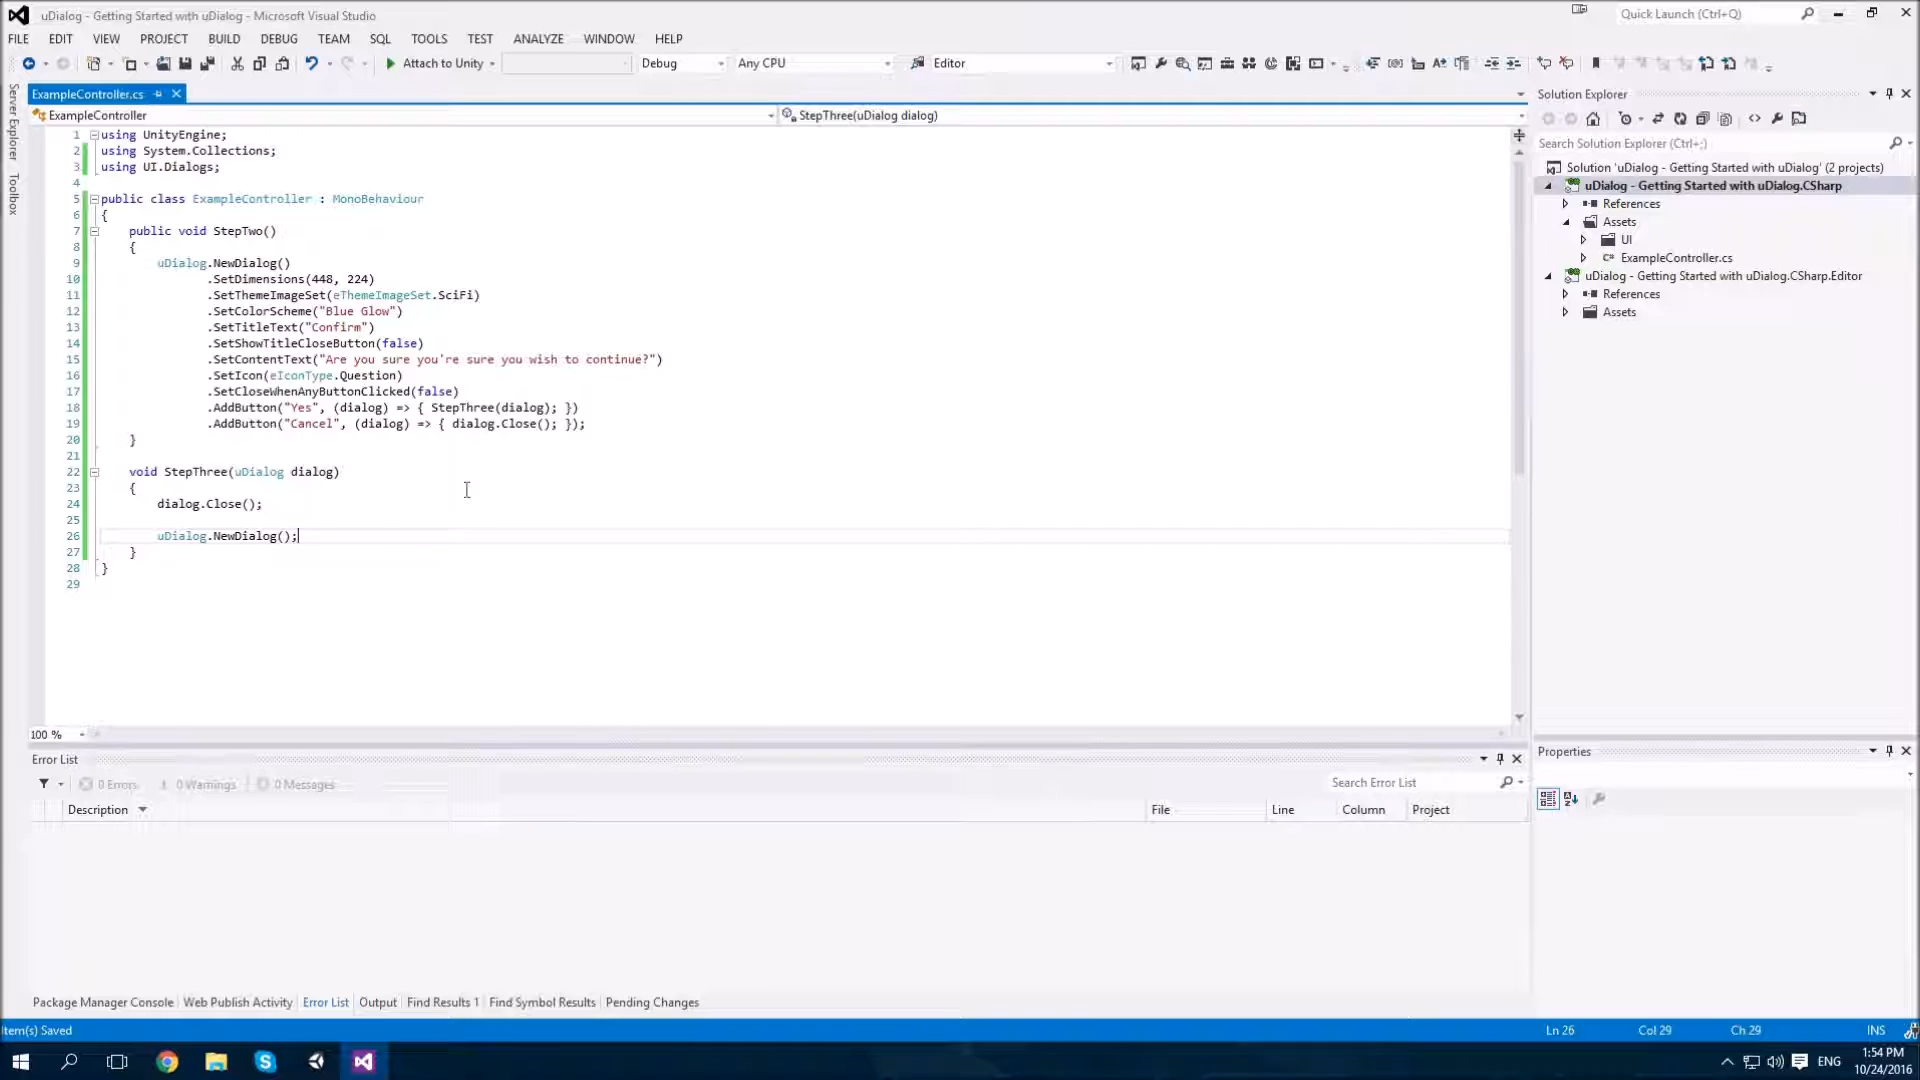 uDialog - Getting Started with uDialog - Microsoft Visual Studio
Quick Launch (Ctrl+Q)
FILE EDIT VIEW PROJECT BUILD DEBUG TEAM SQL TOOLS TEST ANALYZE WINDOW HELP
Attach to Unity Debug Any CPU Editor
Server Explorer
Toolbox
ExampleController.cs
ExampleController StepThree(uDialog dialog)
1 using UnityEngine;
2 using System.Collections;
3 using UI.Dialogs;
4
5 public class ExampleController : MonoBehaviour
6 {
7 public void StepTwo()
8 {
9 uDialog.NewDialog()
10 .SetDimensions(448, 224)
11 .SetThemeImageSet(eThemeImageSet.SciFi)
12 .SetColorScheme("Blue Glow")
13 .SetTitleText("Confirm")
14 .SetShowTitleCloseButton(false)
15 .SetContentText("Are you sure you're sure you wish to continue?")
16 .SetIcon(eIconType.Question)
17 .SetCloseWhenAnyButtonClicked(false)
18 .AddButton("Yes", (dialog) => { StepThree(dialog); })
19 .AddButton("Cancel", (dialog) => { dialog.Close(); });
20 }
21
22 void StepThree(uDialog dialog)
23 {
24 dialog.Close();
25
26 uDialog.NewDialog();
27 }
28 }
29
100 %
Solution Explorer
Search Solution Explorer (Ctrl+;)
Solution 'uDialog - Getting Started with uDialog' (2 projects)
uDialog - Getting Started with uDialog.CSharp
References
Assets
UI
C# ExampleController.cs
uDialog - Getting Started with uDialog.CSharp.Editor
References
Assets
Properties
Error List
0 Errors 0 Warnings 0 Messages
Search Error List
Description File Line Column Project
Package Manager Console Web Publish Activity Error List Output Find Results 1 Find Symbol Results Pending Changes
Item(s) Saved Ln 26 Col 29 Ch 29 INS
ENG
1:54 PM
10/24/2016